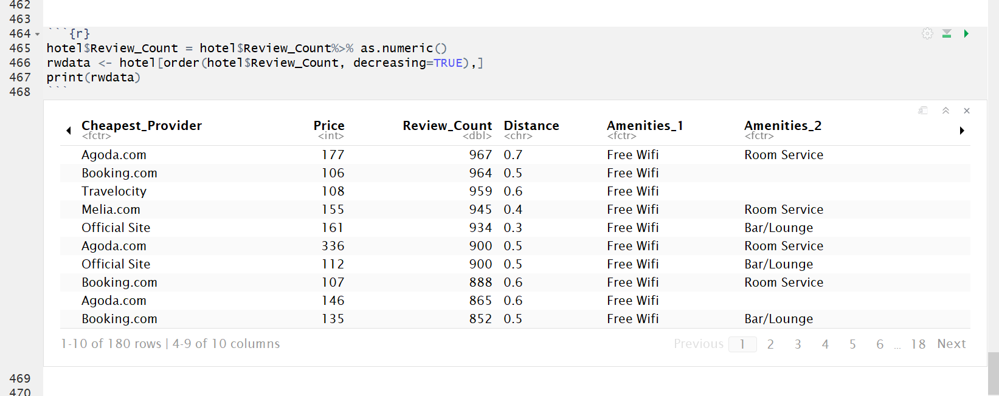 462
463
464 ```{r}
465 hotel$Review_Count = hotel$Review_Count%>% as.numeric()
466 rwdata <- hotel[order(hotel$Review_Count, decreasing=TRUE),]
467 print(rwdata)
468 ```
Cheapest_Provider Price Review_Count Distance Amenities_1 Amenities_2
<fctr> <int> <dbl> <chr> <fctr> <fctr>
Agoda.com 177 967 0.7 Free Wifi Room Service
Booking.com 106 964 0.5 Free Wifi
Travelocity 108 959 0.6 Free Wifi
Melia.com 155 945 0.4 Free Wifi Room Service
Official Site 161 934 0.3 Free Wifi Bar/Lounge
Agoda.com 336 900 0.5 Free Wifi Room Service
Official Site 112 900 0.5 Free Wifi Bar/Lounge
Booking.com 107 888 0.6 Free Wifi Room Service
Agoda.com 146 865 0.6 Free Wifi
Booking.com 135 852 0.5 Free Wifi Bar/Lounge
1-10 of 180 rows | 4-9 of 10 columns Previous 1 2 3 4 5 6 ... 18 Next
469
470